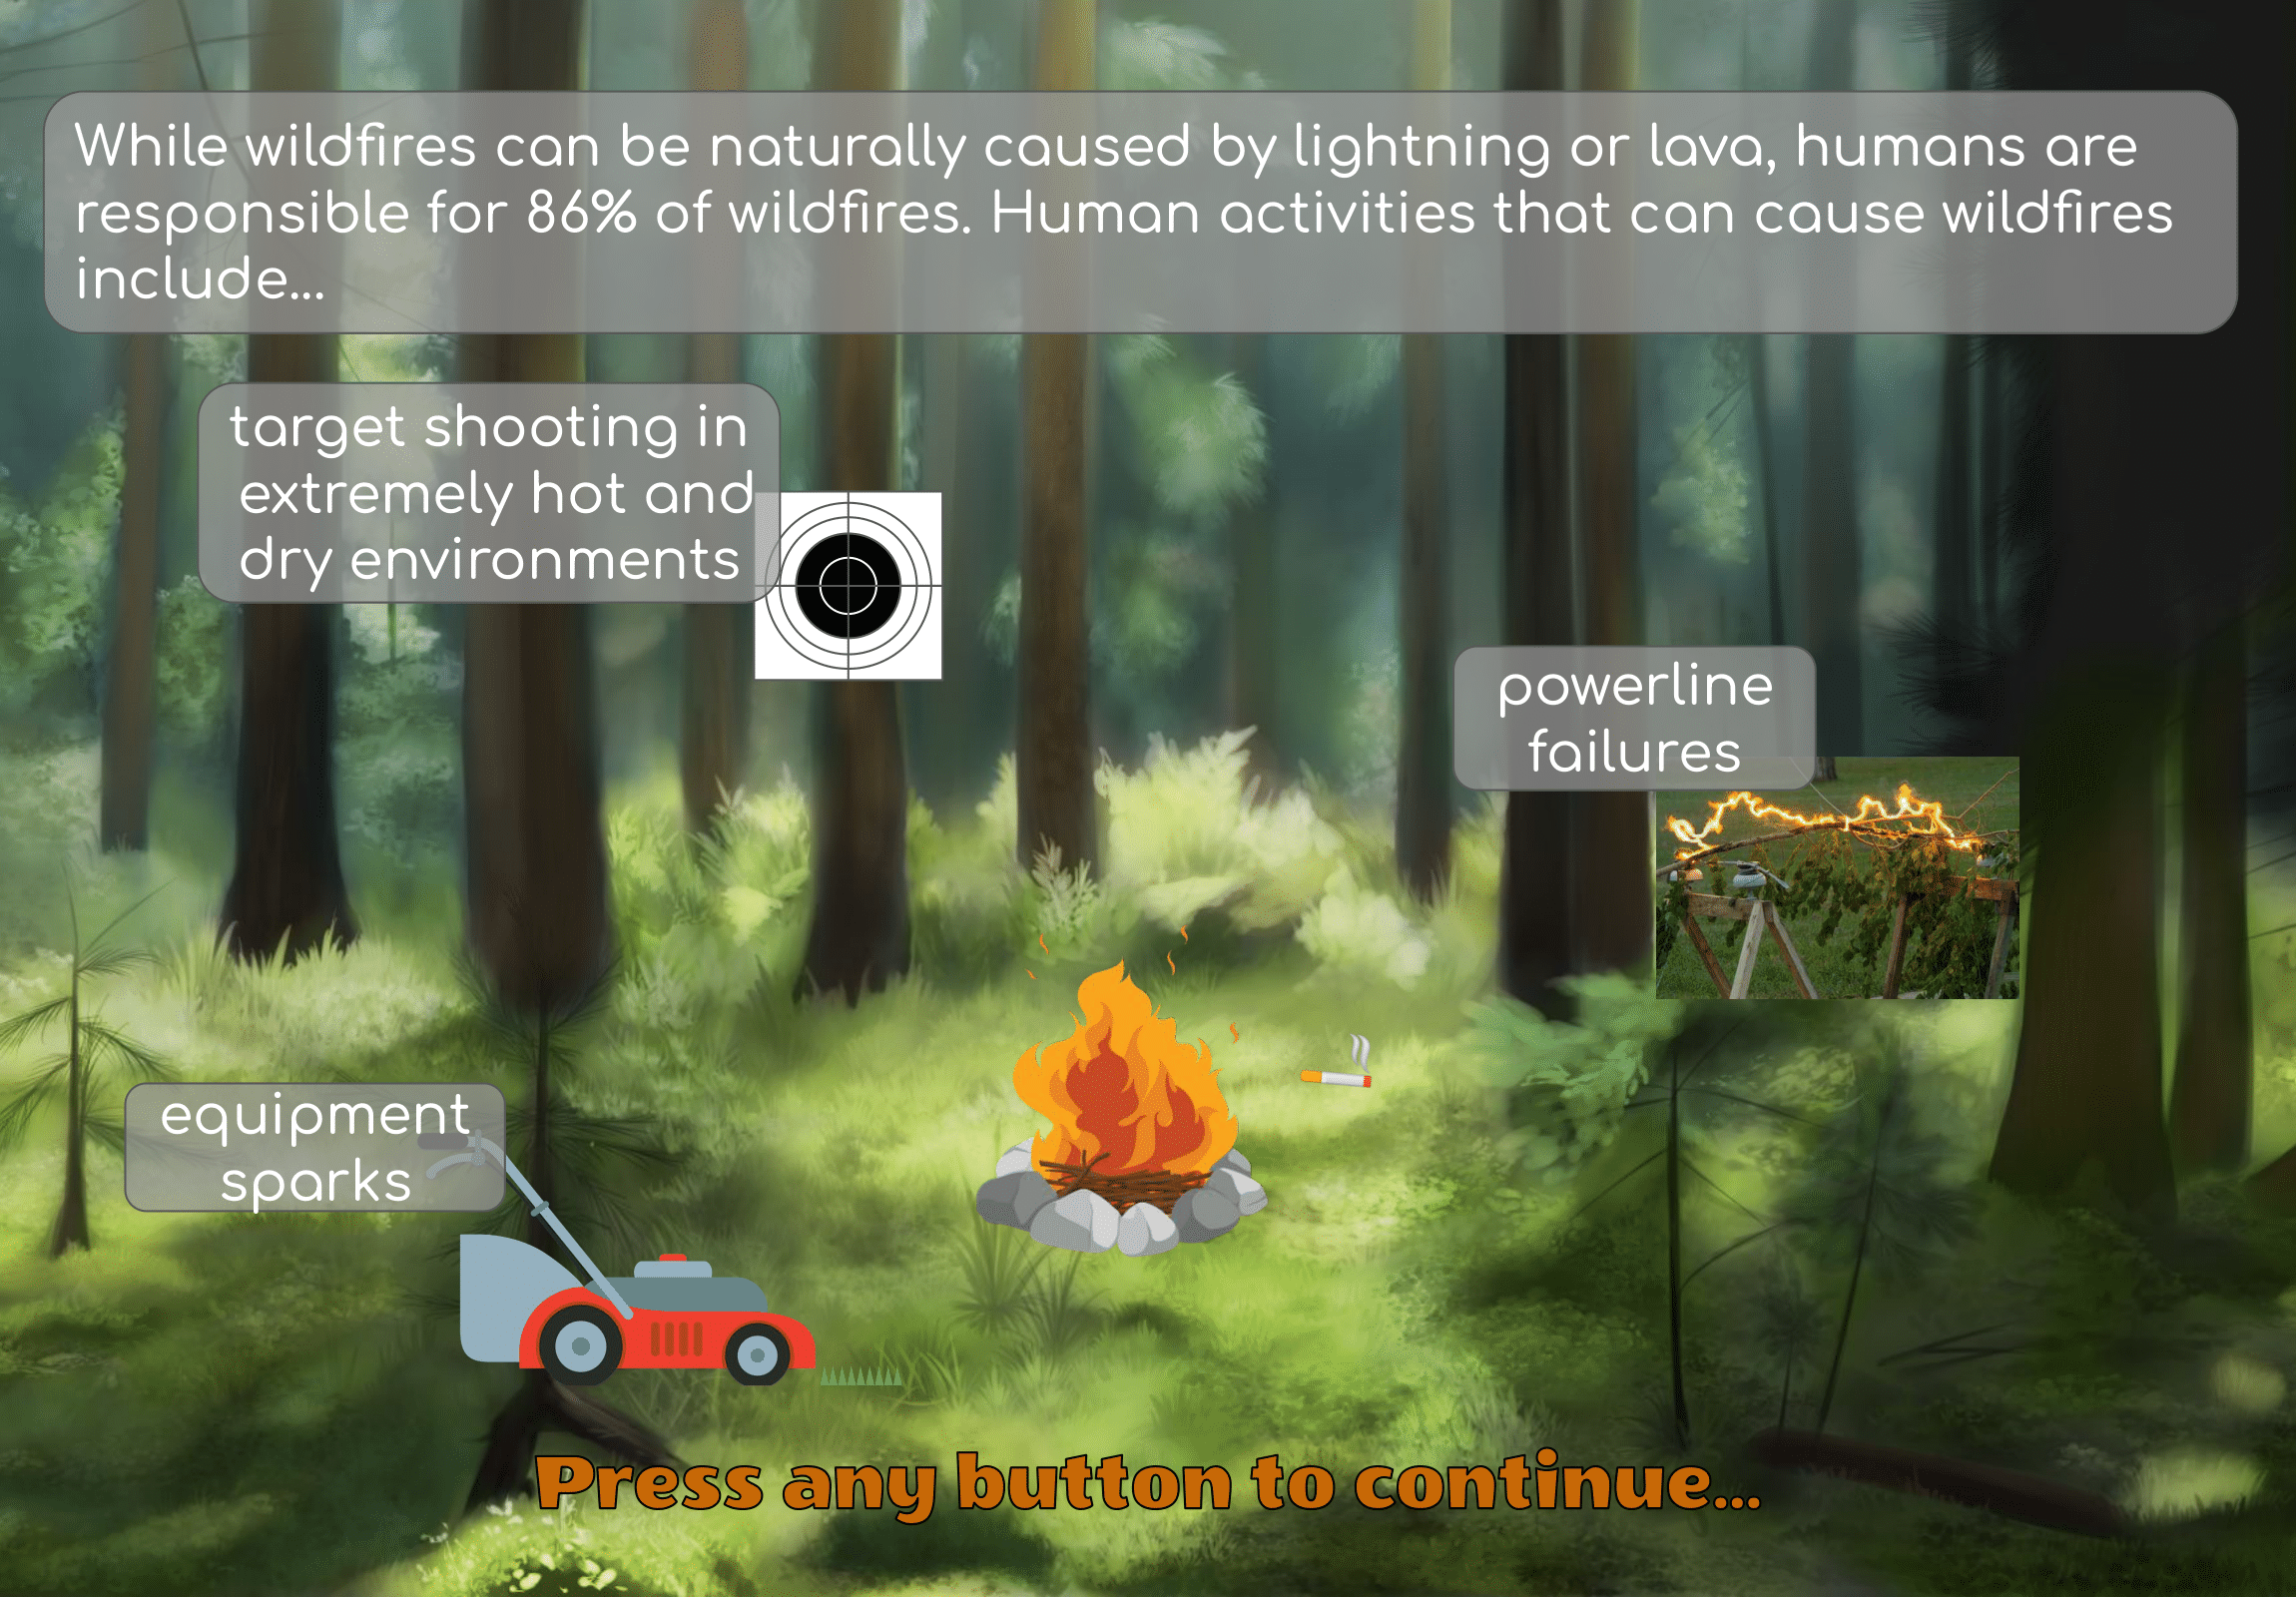 While wildfires can be naturally caused by lightning or lava, humans are
responsible for 86% of wildfires. Human activities that can cause wildfires
include...
target shooting in
extremely hot and
dry environments
powerline
failures
equipment
sparks
Press any button to continue...